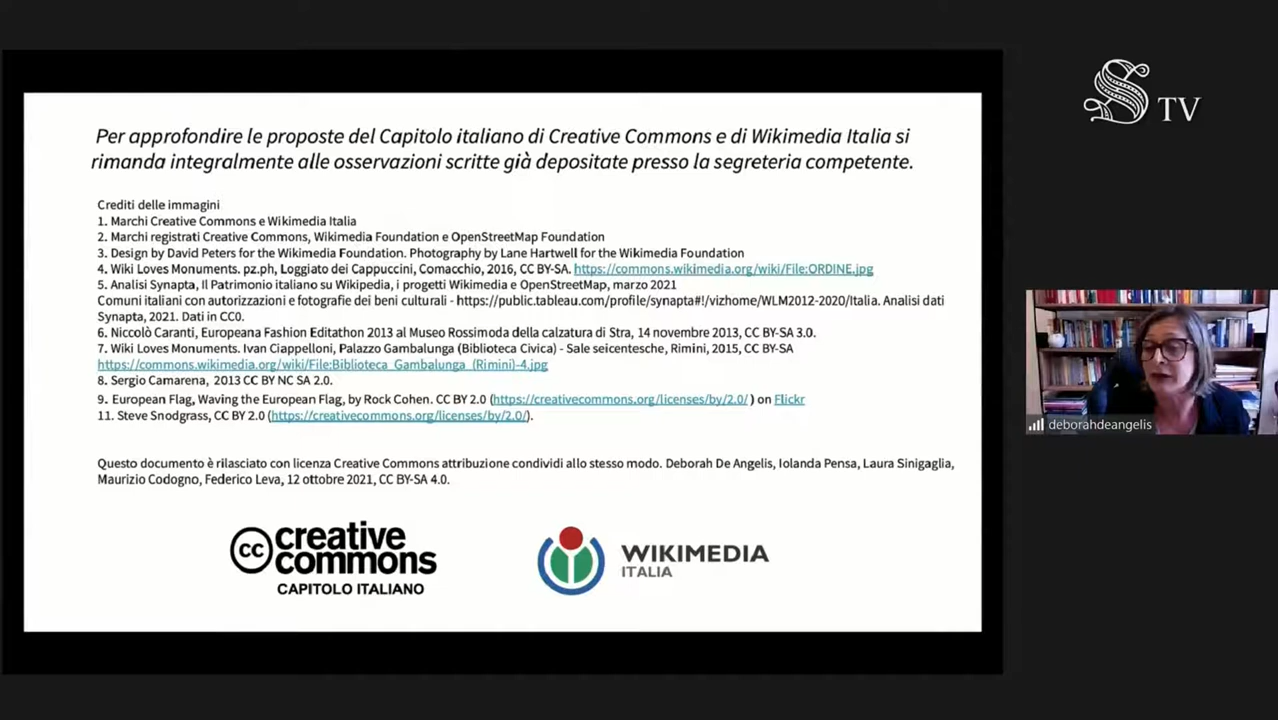 S TV
Per approfondire le proposte del Capitolo italiano di Creative Commons e di Wikimedia Italia si
rimanda integralmente alle osservazioni scritte già depositate presso la segreteria competente.
Crediti delle immagini
1. Marchi Creative Commons e Wikimedia Italia
2. Marchi registrati Creative Commons, Wikimedia Foundation e OpenStreetMap Foundation
3. Design by David Peters for the Wikimedia Foundation. Photography by Lane Hartwell for the Wikimedia Foundation
4. Wiki Loves Monuments. pz.ph, Loggiato dei Cappuccini, Comacchio, 2016, CC BY-SA. https://commons.wikimedia.org/wiki/File:ORDINE.jpg
5. Analisi Synapta, Il Patrimonio italiano su Wikipedia, i progetti Wikimedia e OpenStreetMap, marzo 2021
Comuni italiani con autorizzazioni e fotografie dei beni culturali - https://public.tableau.com/profile/synapta#!/vizhome/WLM2012-2020/Italia. Analisi dati
Synapta, 2021. Dati in CC0.
6. Niccolò Caranti, Europeana Fashion Editathon 2013 al Museo Rossimoda della calzatura di Stra, 14 novembre 2013, CC BY-SA 3.0.
7. Wiki Loves Monuments. Ivan Ciappelloni, Palazzo Gambalunga (Biblioteca Civica) - Sale seicentesche, Rimini, 2015, CC BY-SA
https://commons.wikimedia.org/wiki/File:Biblioteca_Gambalunga_(Rimini)-4.jpg
8. Sergio Camarena, 2013 CC BY NC SA 2.0.
9. European Flag, Waving the European Flag, by Rock Cohen. CC BY 2.0 (https://creativecommons.org/licenses/by/2.0/ ) on Flickr
11. Steve Snodgrass, CC BY 2.0 (https://creativecommons.org/licenses/by/2.0/).
Questo documento è rilasciato con licenza Creative Commons attribuzione condividi allo stesso modo. Deborah De Angelis, Iolanda Pensa, Laura Sinigaglia,
Maurizio Codogno, Federico Leva, 12 ottobre 2021, CC BY-SA 4.0.
cc creative
commons
CAPITOLO ITALIANO
WIKIMEDIA
ITALIA
deborahdeangelis